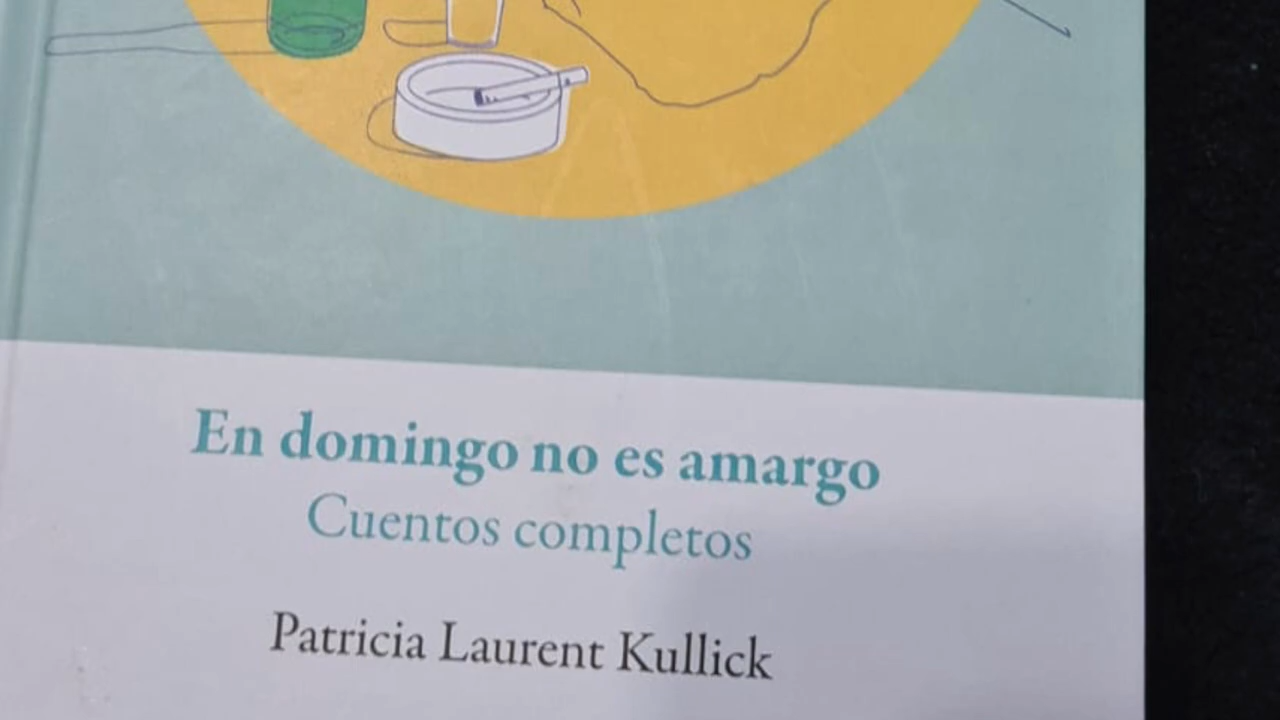 En domingo no es amargo
Cuentos completos
Patricia Laurent Kullick